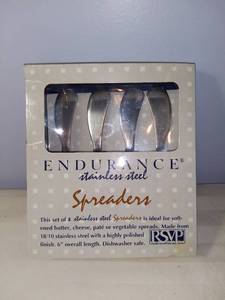 ENDURANCE®
stainless steel
Spreaders
This set of 4 stainless steel Spreaders is ideal for soft-
ened butter, cheese, paté or vegetable spreads. Made from
18/10 stainless steel with a highly polished
finish. 6" overall length. Dishwasher safe.
RSVP